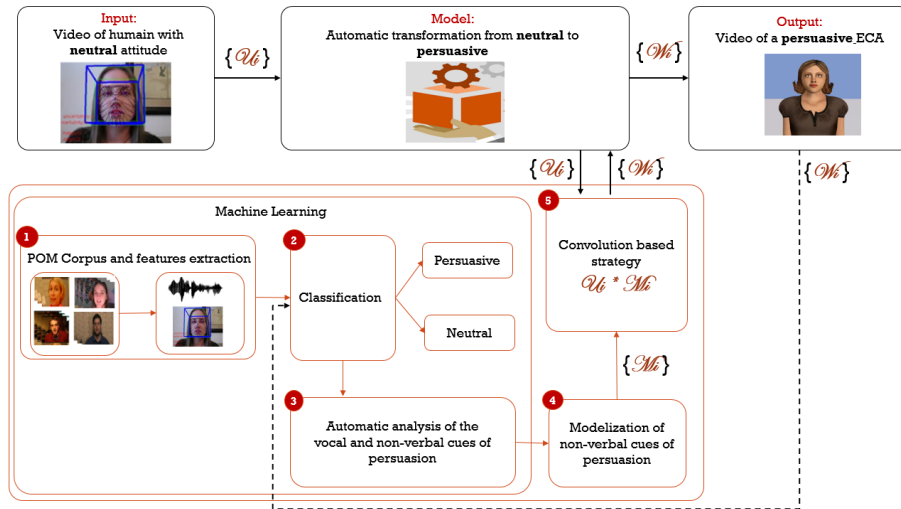 Input:
Video of humain with
neutral attitude
{Ui}
Model:
Automatic transformation from neutral to
persuasive
{Wi}
Output:
Video of a persuasive ECA
{Ui}
{Wi}
{Wi}
Machine Learning
1
POM Corpus and features extraction
2
Classification
Persuasive
Neutral
5
Convolution based
strategy
Ui * Mi
{Mi}
3
Automatic analysis of the
vocal and non-verbal cues of
persuasion
4
Modelization of
non-verbal cues of
persuasion